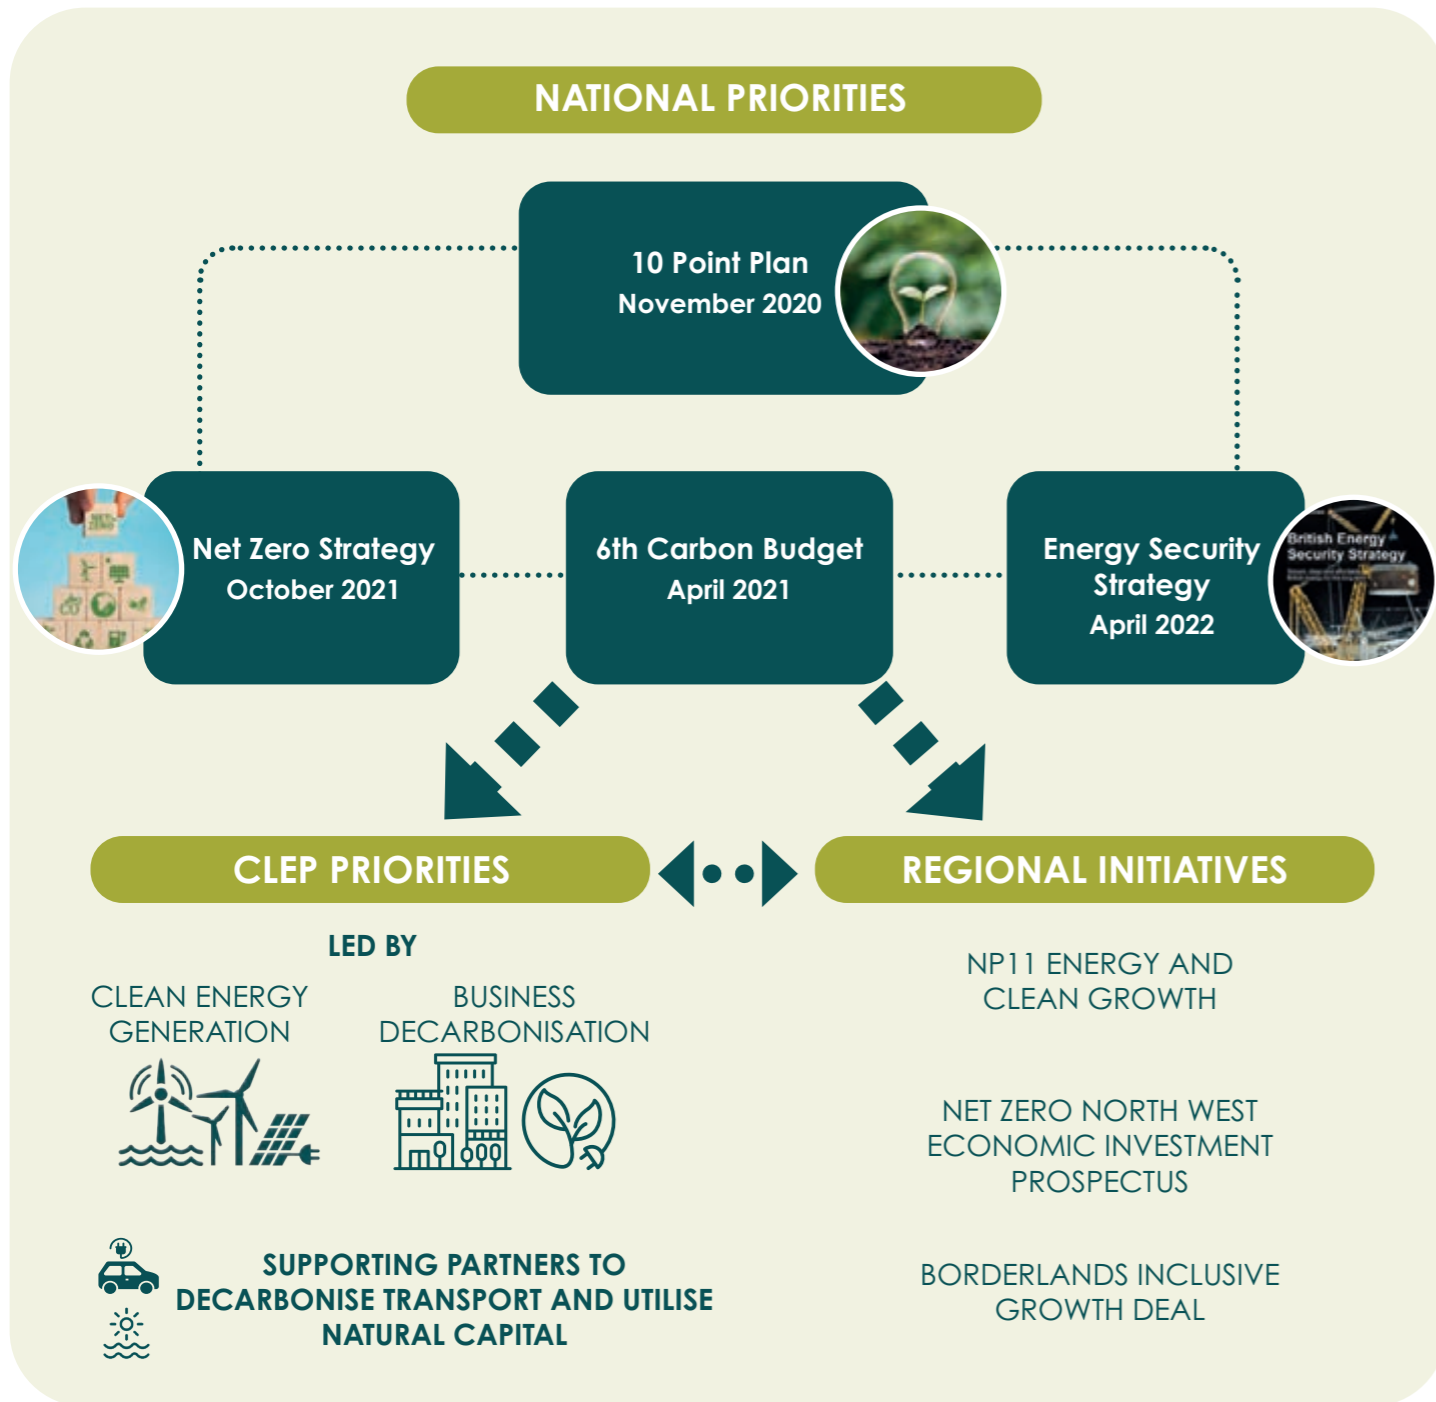 NATIONAL PRIORITIES
10 Point Plan
November 2020
Net Zero Strategy
October 2021
NET
ZERO
6th Carbon Budget
April 2021
Energy Security
Strategy
April 2022
British Energy
Security Strategy
CLEP PRIORITIES
LED BY
CLEAN ENERGY
GENERATION
BUSINESS
DECARBONISATION
SUPPORTING PARTNERS TO
DECARBONISE TRANSPORT AND UTILISE
NATURAL CAPITAL
REGIONAL INITIATIVES
NP11 ENERGY AND
CLEAN GROWTH
NET ZERO NORTH WEST
ECONOMIC INVESTMENT
PROSPECTUS
BORDERLANDS INCLUSIVE
GROWTH DEAL